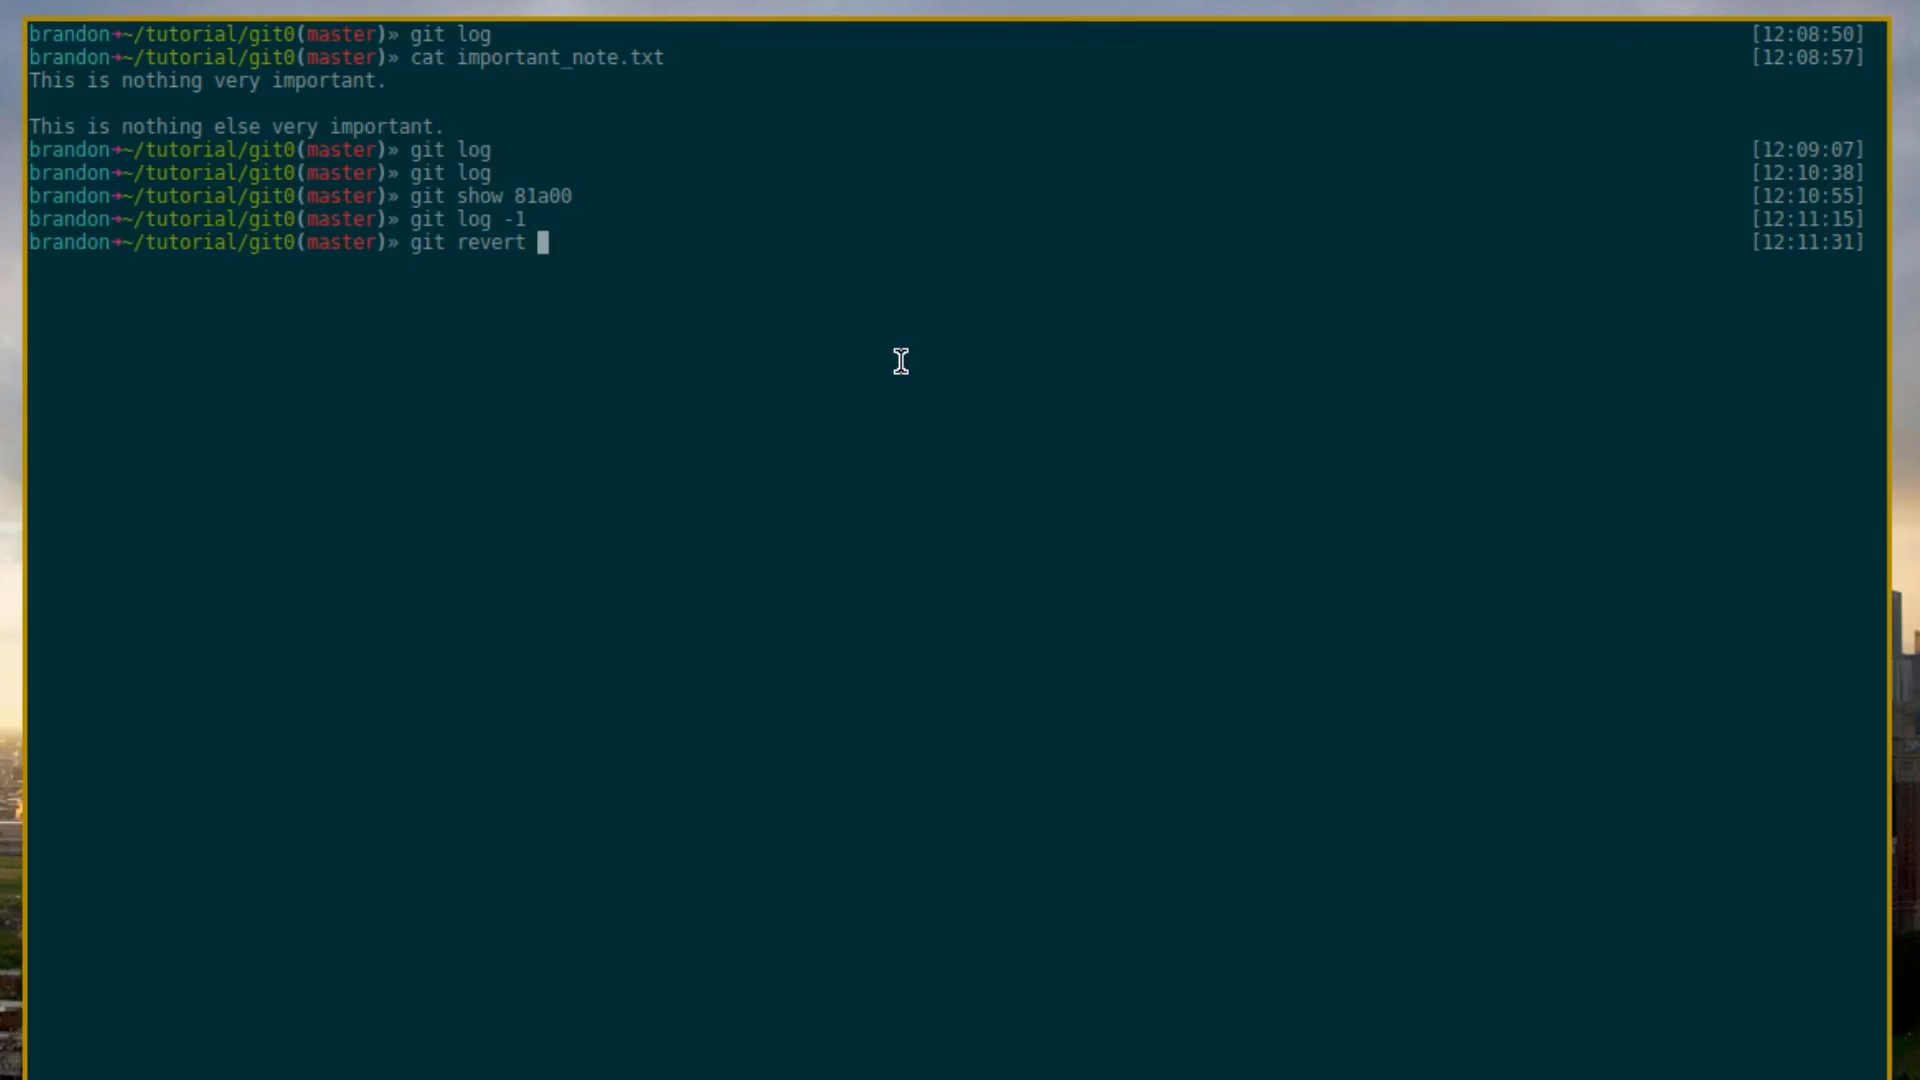 brandon→~/tutorial/git0(master)» git log [12:08:50]
brandon→~/tutorial/git0(master)» cat important_note.txt [12:08:57]
This is nothing very important.
This is nothing else very important.
brandon→~/tutorial/git0(master)» git log [12:09:07]
brandon→~/tutorial/git0(master)» git log [12:10:38]
brandon→~/tutorial/git0(master)» git show 81a00 [12:10:55]
brandon→~/tutorial/git0(master)» git log -1 [12:11:15]
brandon→~/tutorial/git0(master)» git revert [12:11:31]